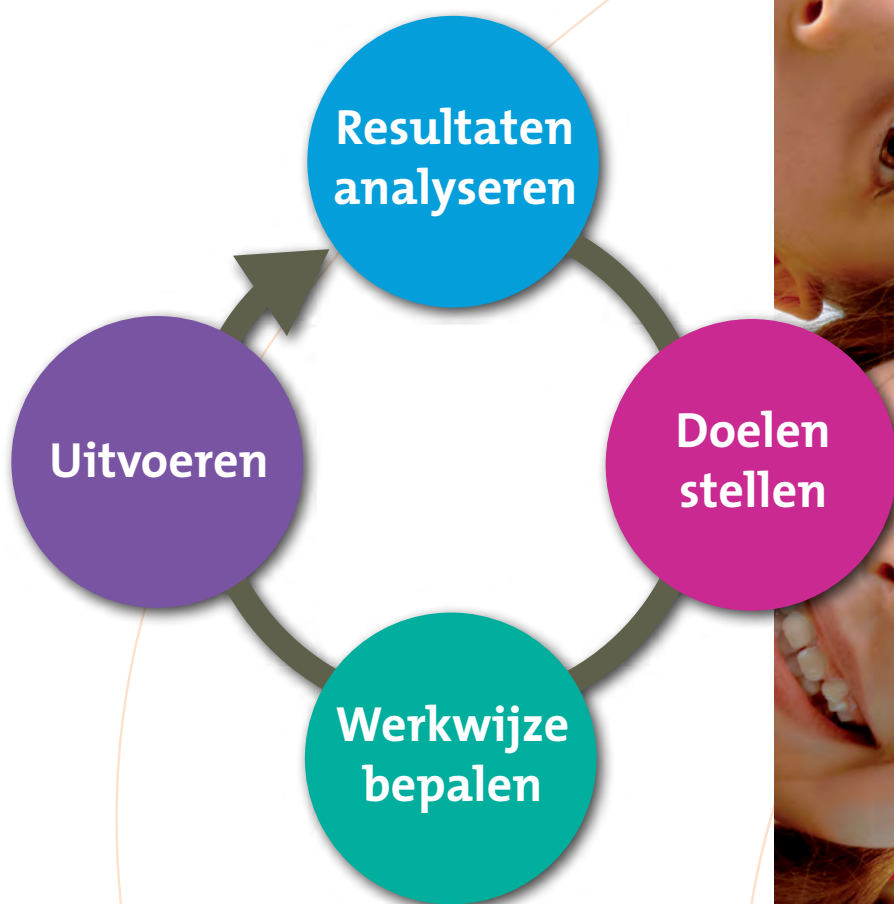 Resultaten
analyseren
Doelen
stellen
Werkwijze
bepalen
Uitvoeren